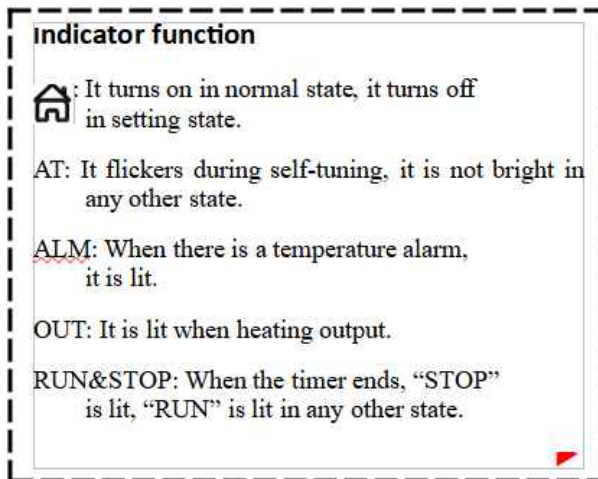 Indicator function
: It turns on in normal state, it turns off
in setting state.
AT: It flickers during self-tuning, it is not bright in
any other state.
ALM: When there is a temperature alarm,
it is lit.
OUT: It is lit when heating output.
RUN&STOP: When the timer ends, “STOP”
is lit, “RUN” is lit in any other state.